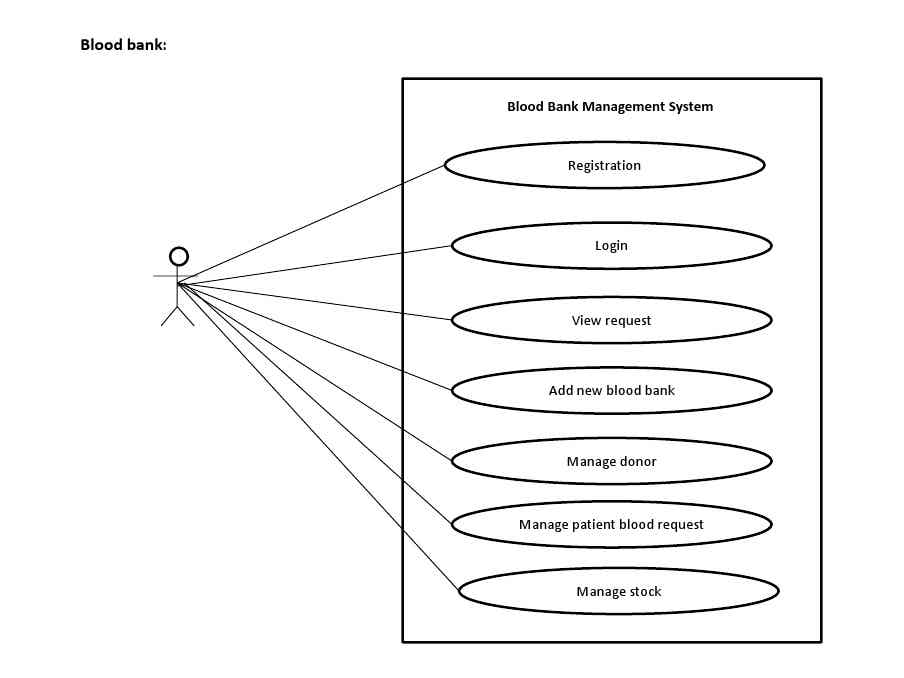 Blood bank:
Blood Bank Management System
Registration
Login
View request
Add new blood bank
Manage donor
Manage patient blood request
Manage stock